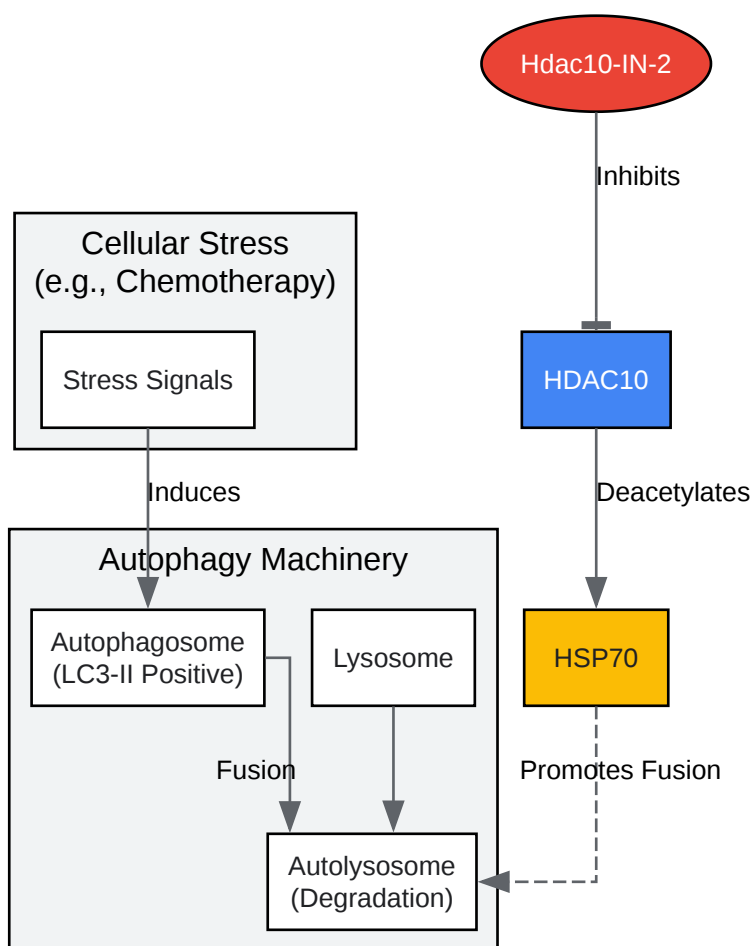 Hdac10-IN-2
Inhibits
Cellular Stress
(e.g., Chemotherapy)
Stress Signals
HDAC10
Induces
Deacetylates
Autophagy Machinery
Autophagosome
(LC3-II Positive)
Lysosome
HSP70
Fusion
Promotes Fusion
Autolysosome
(Degradation)